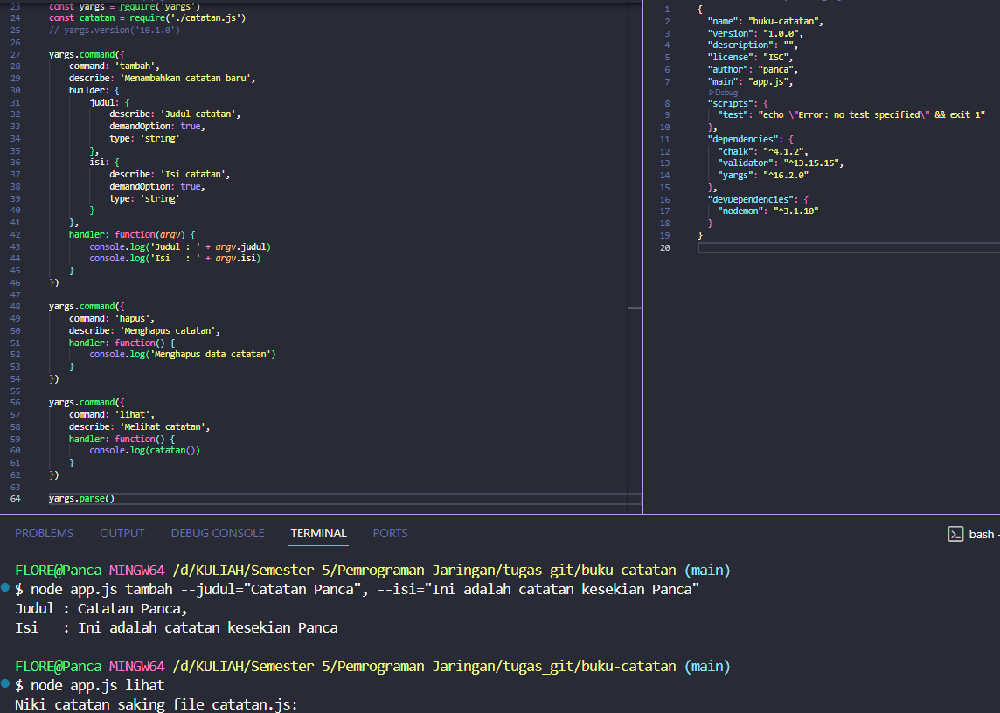 23 const yargs = require('yargs')
24 const catatan = require('./catatan.js')
25 // yargs.version('10.1.0')
26
27 yargs.command({
28 command: 'tambah',
29 describe: 'Menambahkan catatan baru',
30 builder: {
31 judul: {
32 describe: 'Judul catatan',
33 demandOption: true,
34 type: 'string'
35 },
36 isi: {
37 describe: 'Isi catatan',
38 demandOption: true,
39 type: 'string'
40 }
41 },
42 handler: function(argv) {
43 console.log('Judul : ' + argv.judul)
44 console.log('Isi   : ' + argv.isi)
45 }
46 })
47
48 yargs.command({
49 command: 'hapus',
50 describe: 'Menghapus catatan',
51 handler: function() {
52 console.log('Menghapus data catatan')
53 }
54 })
55
56 yargs.command({
57 command: 'lihat',
58 describe: 'Melihat catatan',
59 handler: function() {
60 console.log(catatan())
61 }
62 })
63
64 yargs.parse()
1 {
2 "name": "buku-catatan",
3 "version": "1.0.0",
4 "description": "",
5 "license": "ISC",
6 "author": "panca",
7 "main": "app.js",
Debug
8 "scripts": {
9 "test": "echo \"Error: no test specified\" && exit 1"
10 },
11 "dependencies": {
12 "chalk": "^4.1.2",
13 "validator": "^13.15.15",
14 "yargs": "^16.2.0"
15 },
16 "devDependencies": {
17 "nodemon": "^3.1.10"
18 }
19 }
20
PROBLEMS OUTPUT DEBUG CONSOLE TERMINAL PORTS bash
FLORE@Panca MINGW64 /d/KULIAH/Semester 5/Pemrograman Jaringan/tugas_git/buku-catatan (main)
$ node app.js tambah --judul="Catatan Panca", --isi="Ini adalah catatan kesekian Panca"
Judul : Catatan Panca,
Isi   : Ini adalah catatan kesekian Panca
FLORE@Panca MINGW64 /d/KULIAH/Semester 5/Pemrograman Jaringan/tugas_git/buku-catatan (main)
$ node app.js lihat
Niki catatan saking file catatan.js: